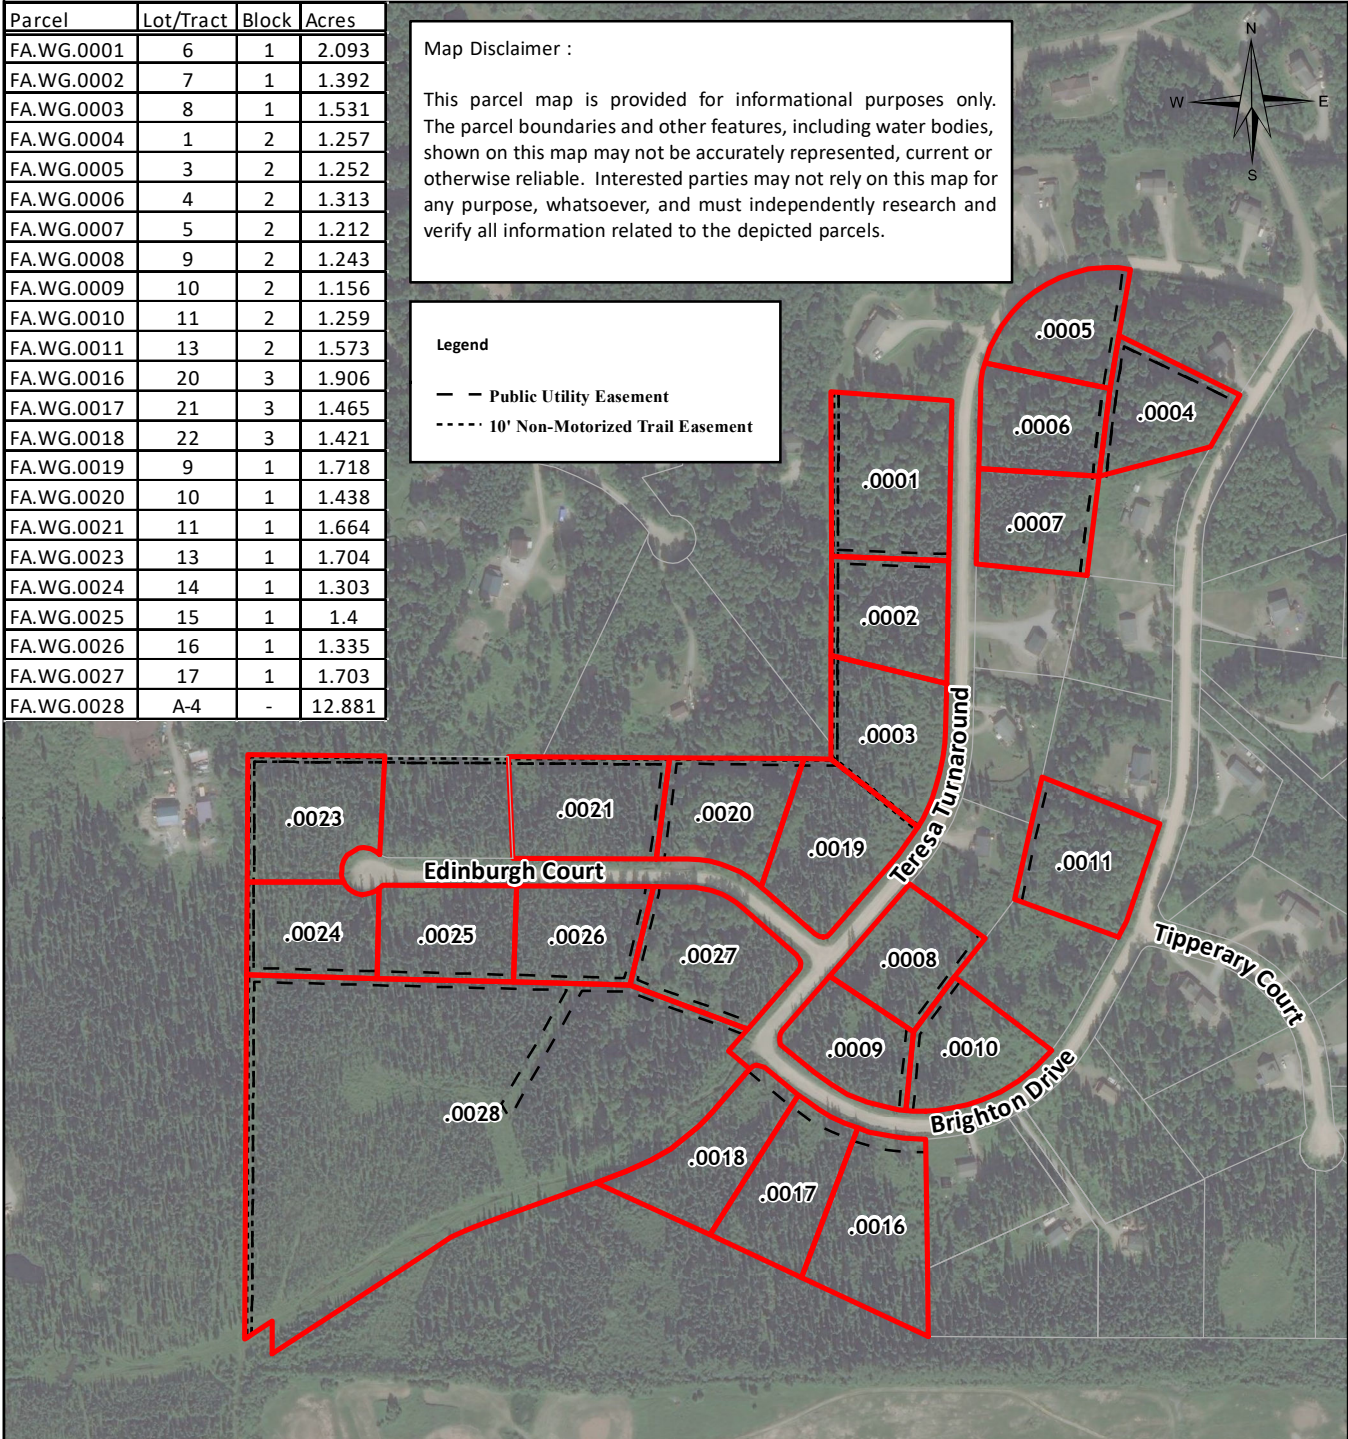 Parcel Lot/Tract Block Acres
FA.WG.0001 6 1 2.093
FA.WG.0002 7 1 1.392
FA.WG.0003 8 1 1.531
FA.WG.0004 1 2 1.257
FA.WG.0005 3 2 1.252
FA.WG.0006 4 2 1.313
FA.WG.0007 5 2 1.212
FA.WG.0008 9 2 1.243
FA.WG.0009 10 2 1.156
FA.WG.0010 11 2 1.259
FA.WG.0011 13 2 1.573
FA.WG.0016 20 3 1.906
FA.WG.0017 21 3 1.465
FA.WG.0018 22 3 1.421
FA.WG.0019 9 1 1.718
FA.WG.0020 10 1 1.438
FA.WG.0021 11 1 1.664
FA.WG.0023 13 1 1.704
FA.WG.0024 14 1 1.303
FA.WG.0025 15 1 1.4
FA.WG.0026 16 1 1.335
FA.WG.0027 17 1 1.703
FA.WG.0028 A-4 - 12.881
Map Disclaimer :
This parcel map is provided for informational purposes only.
The parcel boundaries and other features, including water bodies,
shown on this map may not be accurately represented, current or
otherwise reliable. Interested parties may not rely on this map for
any purpose, whatsoever, and must independently research and
verify all information related to the depicted parcels.
N
W E
S
Legend
Public Utility Easement
10' Non-Motorized Trail Easement
.0005
.0004
.0006
.0001
.0007
.0002
.0003
Teresa Turnaround
.0023
.0021
.0020
.0019
.0011
Edinburgh Court
.0024
.0025
.0026
.0027
.0008
Tipperary Court
.0009
.0010
Brighton Drive
.0028
.0018
.0017
.0016